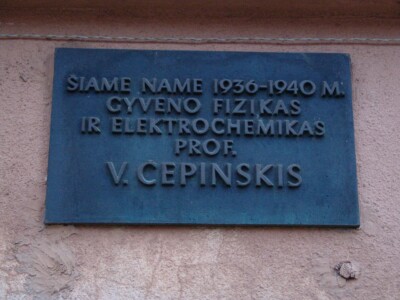 ŠIAME NAME 1936-1940 M.
GYVENO FIZIKAS
IR ELEKTROCHEMIKAS
PROF.
V. ČEPINSKIS